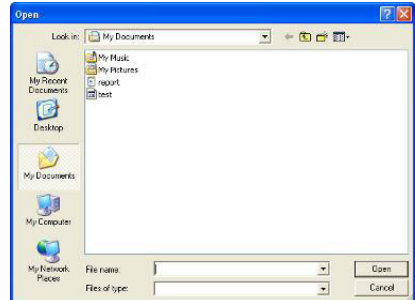 Open
Look in: My Documents
My Music
My Pictures
report
test
My Recent
Documents
Desktop
My Documents
My Computer
My Network
Places
File name:
Open
Files of type:
Cancel